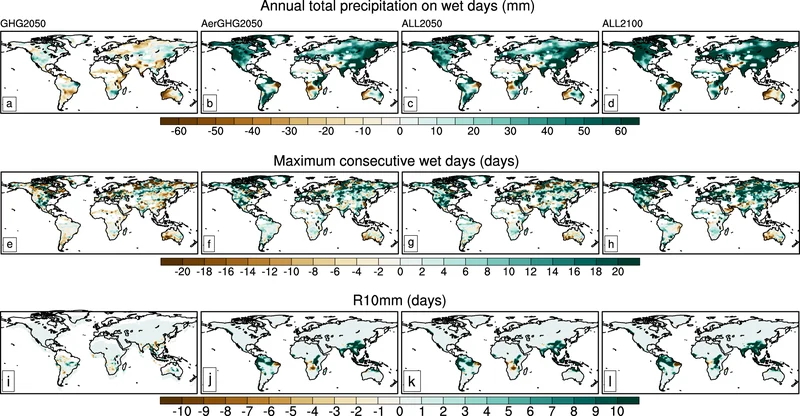 Annual total precipitation on wet days (mm)
GHG2050 AerGHG2050 ALL2050 ALL2100
a b c d
-60 -50 -40 -30 -20 -10 0 10 20 30 40 50 60
Maximum consecutive wet days (days)
e f g h
-20 -18 -16 -14 -12 -10 -8 -6 -4 -2 0 2 4 6 8 10 12 14 16 18 20
R10mm (days)
i j k l
-10 -9 -8 -7 -6 -5 -4 -3 -2 -1 0 1 2 3 4 5 6 7 8 9 10